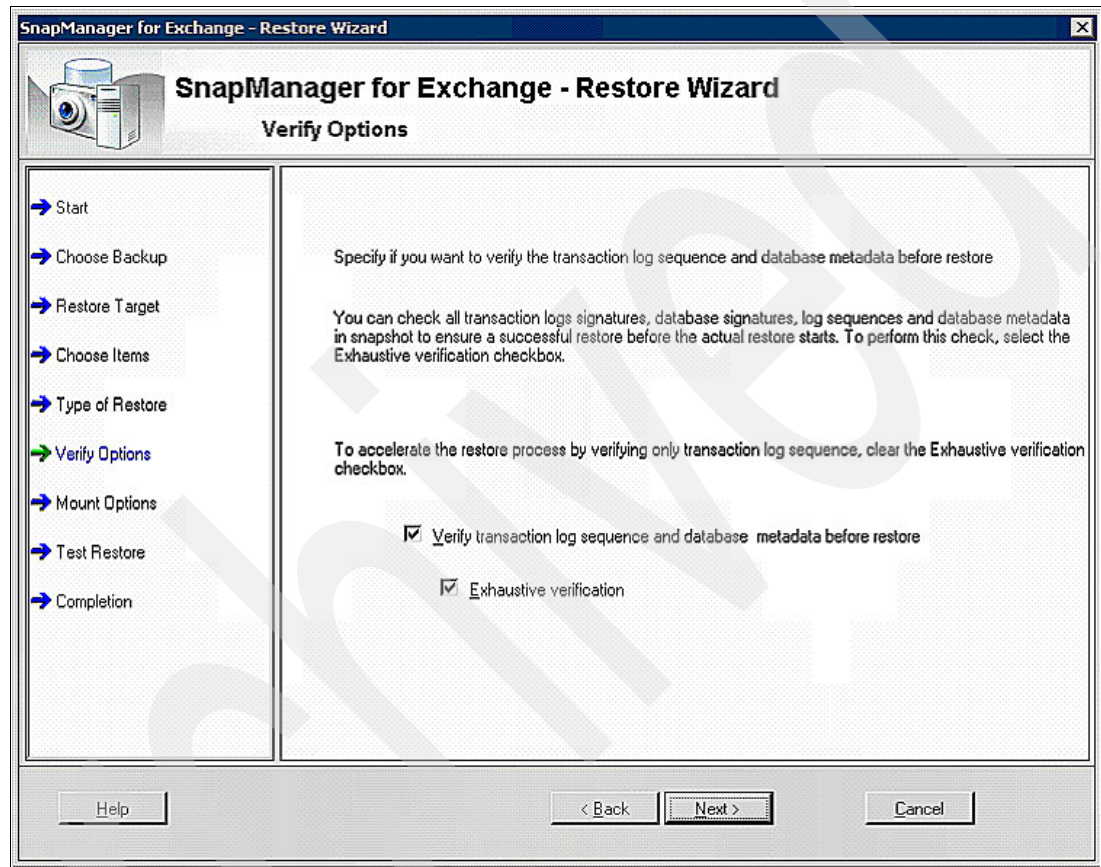 SnapManager for Exchange - Restore Wizard
SnapManager for Exchange - Restore Wizard
Verify Options
Start
Choose Backup
Restore Target
Choose Items
Type of Restore
Verify Options
Mount Options
Test Restore
Completion
Specify if you want to verify the transaction log sequence and database metadata before restore
You can check all transaction logs signatures, database signatures, log sequences and database metadata
in snapshot to ensure a successful restore before the actual restore starts. To perform this check, select the
Exhaustive verification checkbox.
To accelerate the restore process by verifying only transaction log sequence, clear the Exhaustive verification
checkbox.
Verify transaction log sequence and database metadata before restore
Exhaustive verification
Help
< Back
Next >
Cancel